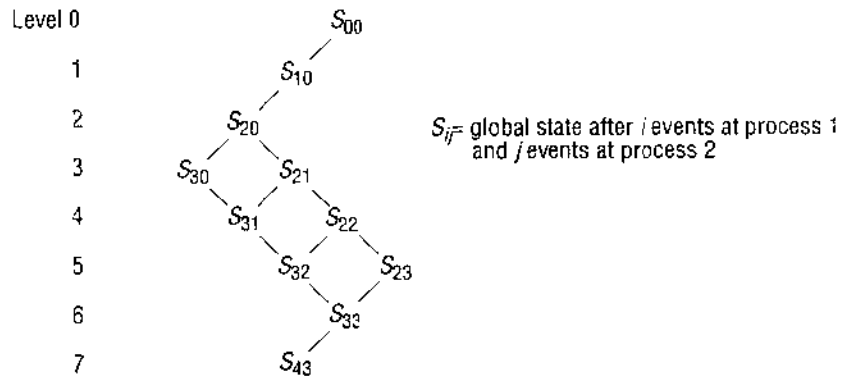 Level 0 S00
1 S10
2 S20
S_ij= global state after i events at process 1
and j events at process 2
3 S30 S21
4 S31 S22
5 S32 S23
6 S33
7 S43